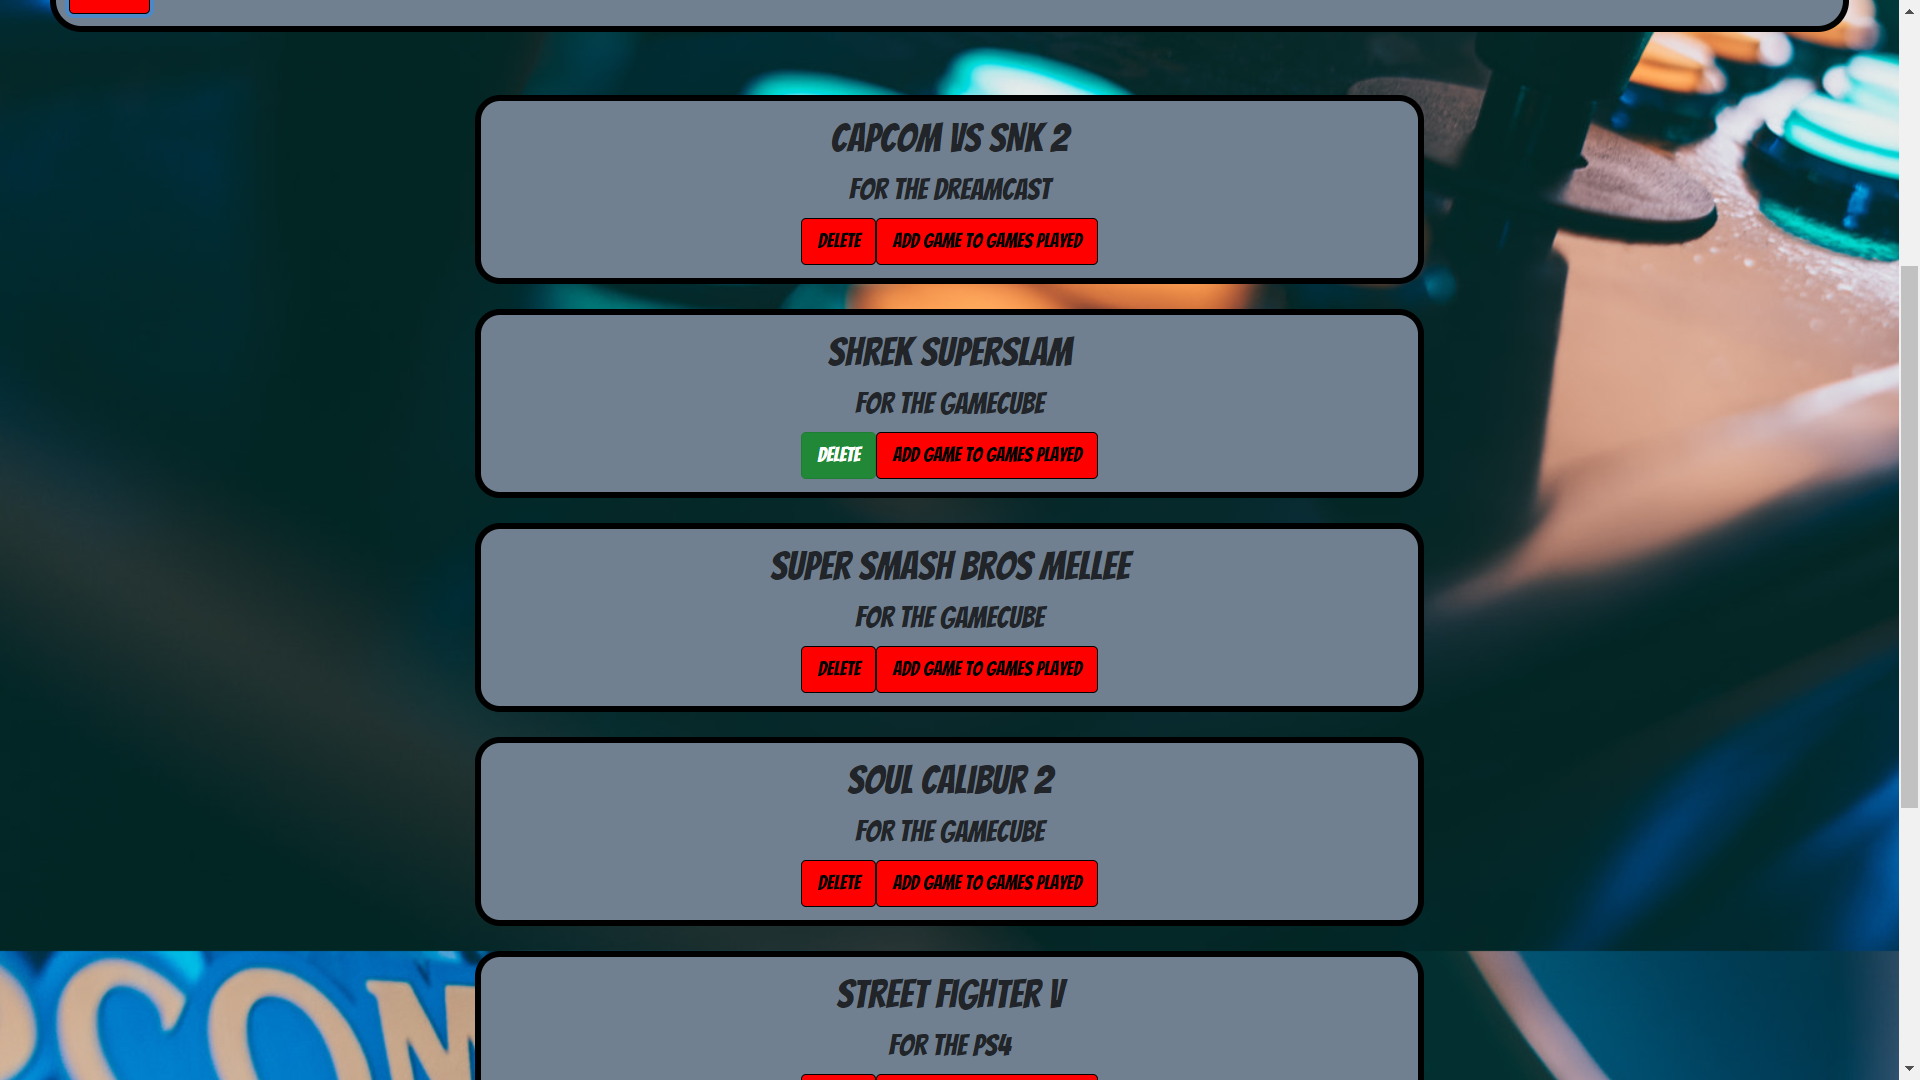 CAPCOM VS SNK 2
FOR THE DREAMCAST
DELETE ADD GAME TO GAMES PLAYED
SHREK SUPERSLAM
FOR THE GAMECUBE
DELETE ADD GAME TO GAMES PLAYED
SUPER SMASH BROS MELLEE
FOR THE GAMECUBE
DELETE ADD GAME TO GAMES PLAYED
SOUL CALIBUR 2
FOR THE GAMECUBE
DELETE ADD GAME TO GAMES PLAYED
STREET FIGHTER V
FOR THE PS4